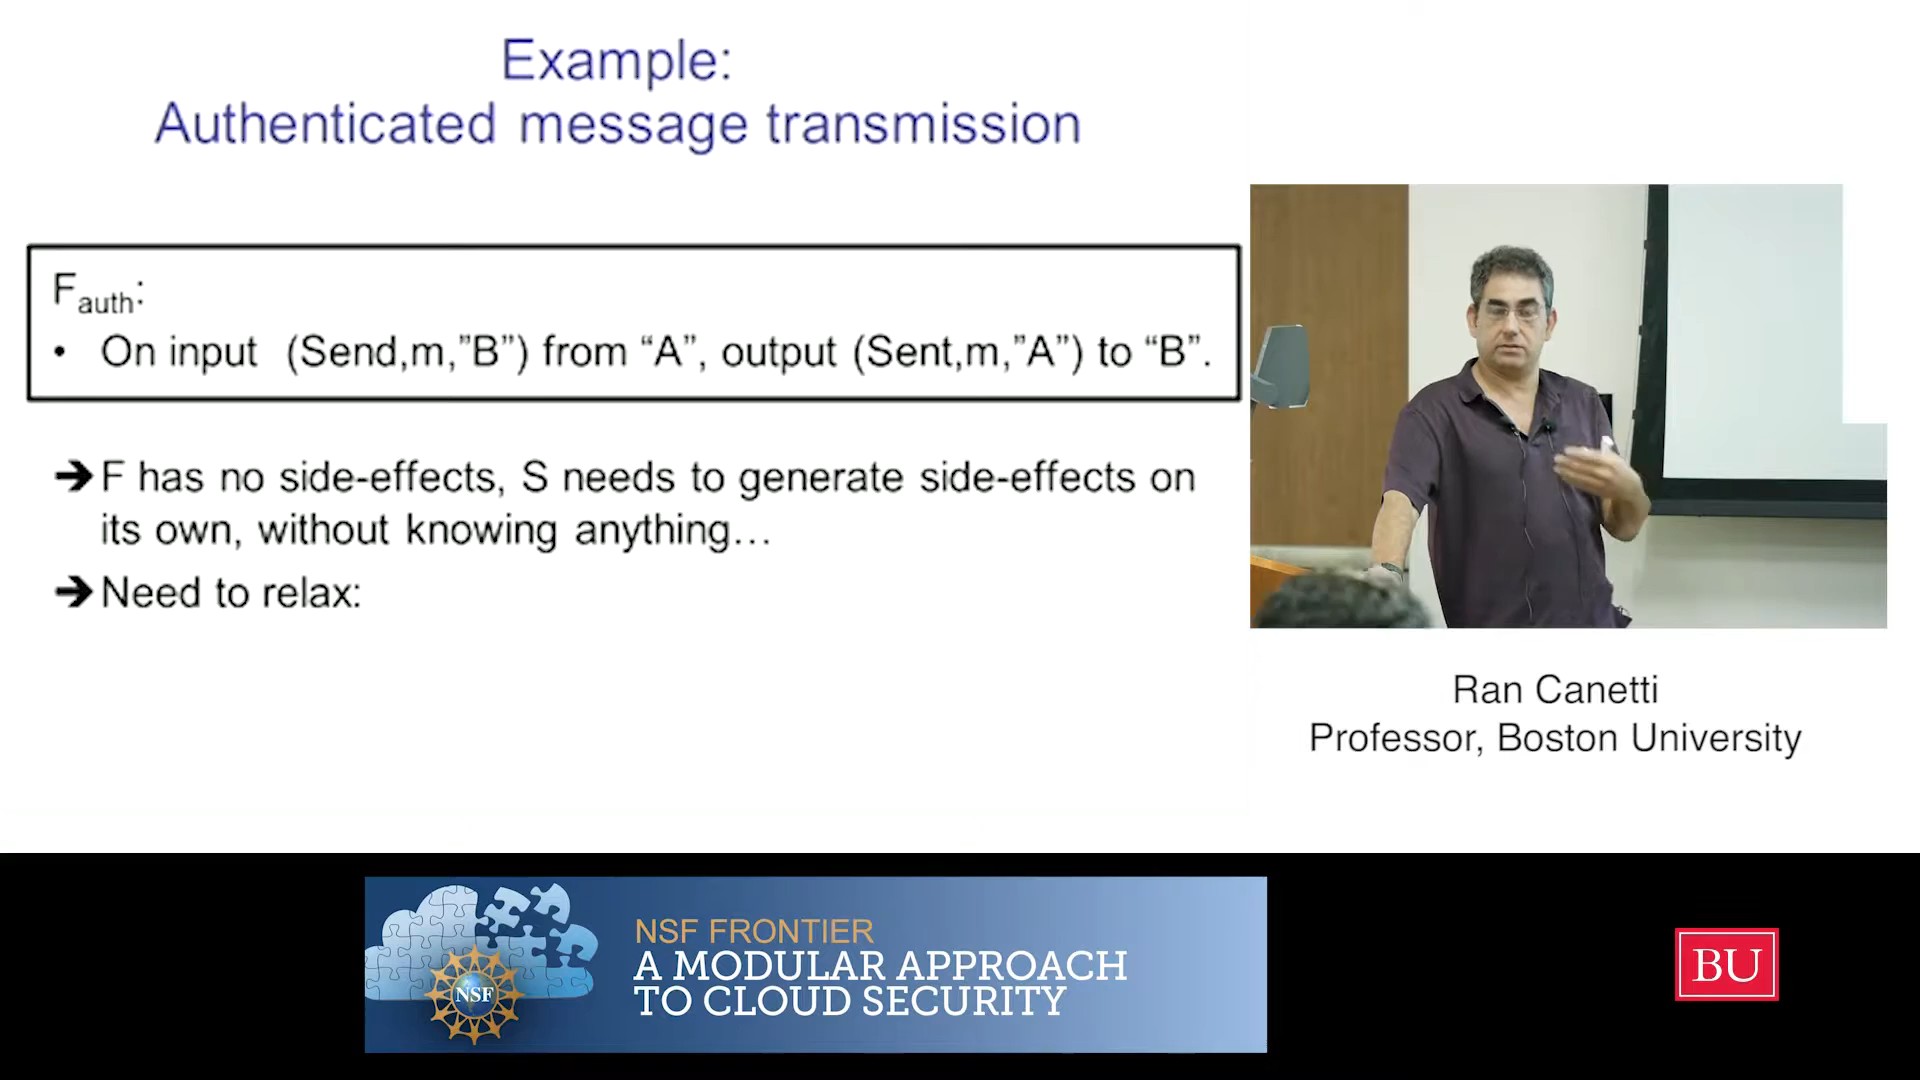 Example:
Authenticated message transmission
Fauth:
• On input (Send,m,”B”) from “A”, output (Sent,m,”A”) to “B”.
➔ F has no side-effects, S needs to generate side-effects on
its own, without knowing anything…
➔ Need to relax:
Ran Canetti
Professor, Boston University
NSF
NSF FRONTIER
A MODULAR APPROACH
TO CLOUD SECURITY
BU